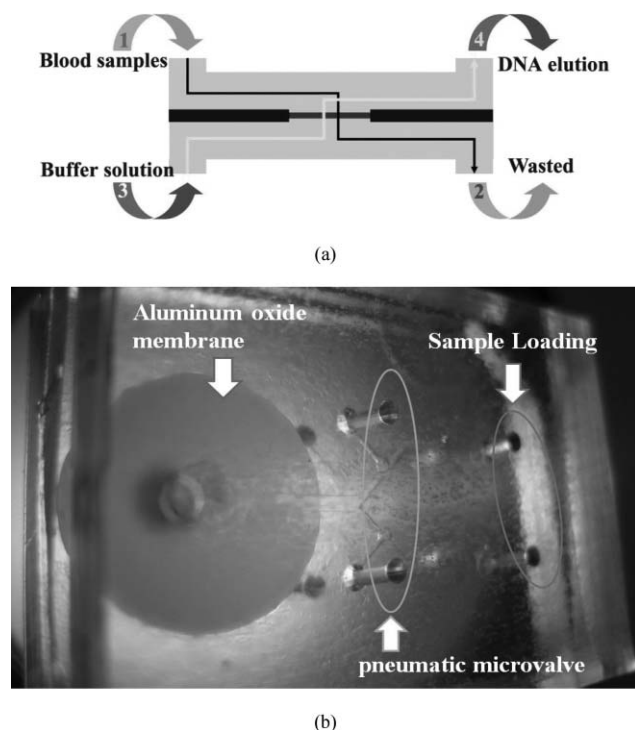 1
4
Blood samples
DNA elution
Buffer solution
Wasted
3
2
(a)
Aluminum oxide
membrane
Sample Loading
pneumatic microvalve
(b)